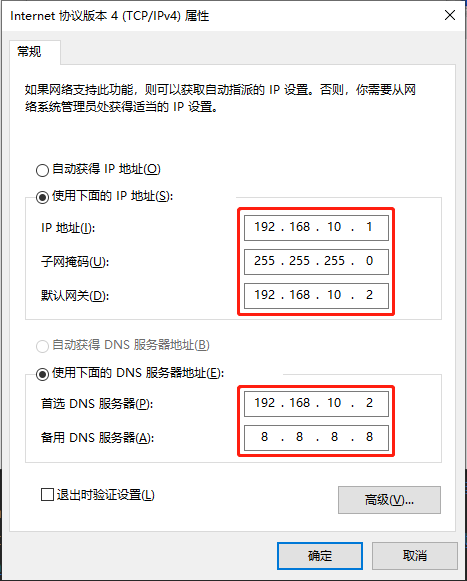 Internet 协议版本 4 (TCP/IPv4) 属性
常规
如果网络支持此功能，则可以获取自动指派的 IP 设置。否则，你需要从网
络系统管理员处获得适当的 IP 设置。
自动获得 IP 地址(O)
使用下面的 IP 地址(S):
IP 地址(I): 192 . 168 . 10 . 1
子网掩码(U): 255 . 255 . 255 . 0
默认网关(D): 192 . 168 . 10 . 2
自动获得 DNS 服务器地址(B)
使用下面的 DNS 服务器地址(E):
首选 DNS 服务器(P): 192 . 168 . 10 . 2
备用 DNS 服务器(A): 8 . 8 . 8 . 8
退出时验证设置(L)
高级(V)...
确定 取消